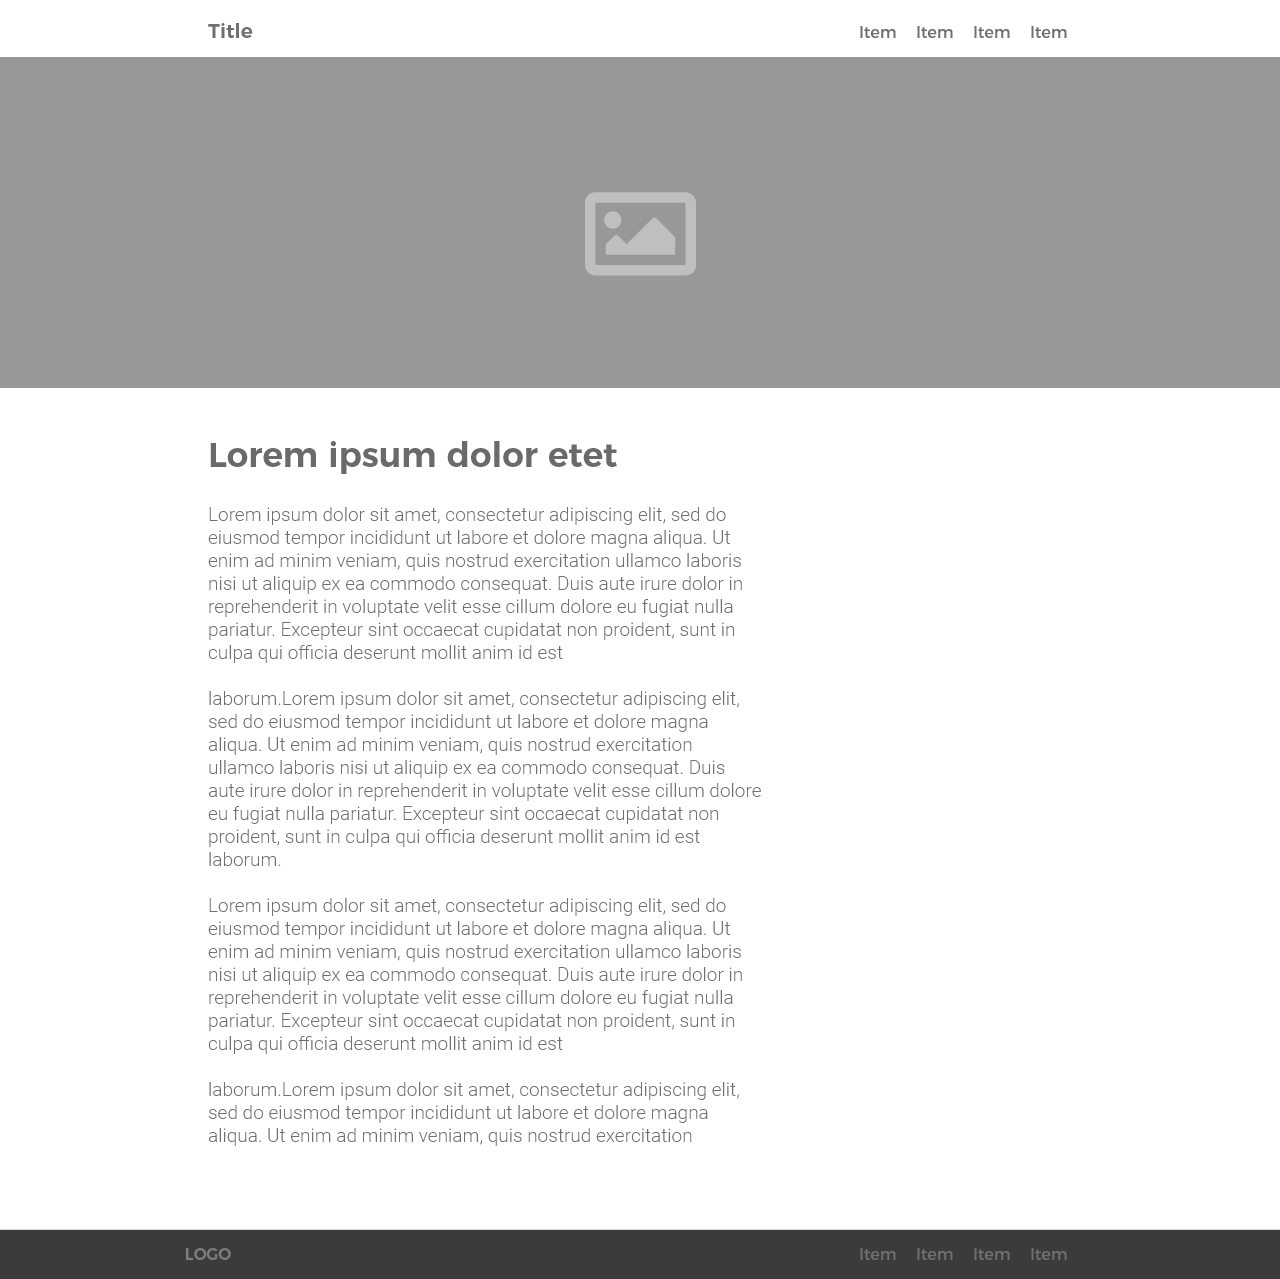 Title
Item Item Item Item
Lorem ipsum dolor etet
Lorem ipsum dolor sit amet, consectetur adipiscing elit, sed do
eiusmod tempor incididunt ut labore et dolore magna aliqua. Ut
enim ad minim veniam, quis nostrud exercitation ullamco laboris
nisi ut aliquip ex ea commodo consequat. Duis aute irure dolor in
reprehenderit in voluptate velit esse cillum dolore eu fugiat nulla
pariatur. Excepteur sint occaecat cupidatat non proident, sunt in
culpa qui officia deserunt mollit anim id est
laborum.Lorem ipsum dolor sit amet, consectetur adipiscing elit,
sed do eiusmod tempor incididunt ut labore et dolore magna
aliqua. Ut enim ad minim veniam, quis nostrud exercitation
ullamco laboris nisi ut aliquip ex ea commodo consequat. Duis
aute irure dolor in reprehenderit in voluptate velit esse cillum dolore
eu fugiat nulla pariatur. Excepteur sint occaecat cupidatat non
proident, sunt in culpa qui officia deserunt mollit anim id est
laborum.
Lorem ipsum dolor sit amet, consectetur adipiscing elit, sed do
eiusmod tempor incididunt ut labore et dolore magna aliqua. Ut
enim ad minim veniam, quis nostrud exercitation ullamco laboris
nisi ut aliquip ex ea commodo consequat. Duis aute irure dolor in
reprehenderit in voluptate velit esse cillum dolore eu fugiat nulla
pariatur. Excepteur sint occaecat cupidatat non proident, sunt in
culpa qui officia deserunt mollit anim id est
laborum.Lorem ipsum dolor sit amet, consectetur adipiscing elit,
sed do eiusmod tempor incididunt ut labore et dolore magna
aliqua. Ut enim ad minim veniam, quis nostrud exercitation
LOGO
Item Item Item Item